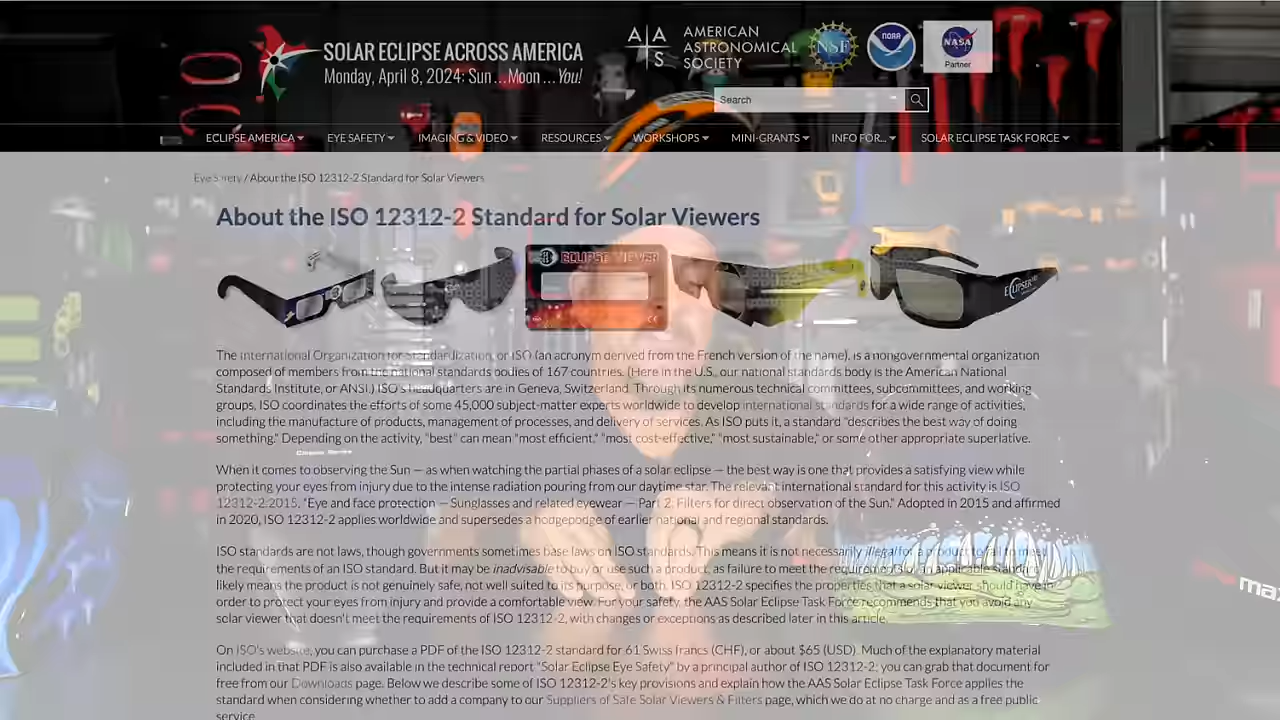 SOLAR ECLIPSE ACROSS AMERICA
Monday, April 8, 2024: Sun ... Moon ... You!
A A S
AMERICAN
ASTRONOMICAL
SOCIETY
NSF
NOAA
NASA
Partner
Search
ECLIPSE AMERICA EYE SAFETY IMAGING & VIDEO RESOURCES WORKSHOPS MINI-GRANTS INFO FOR... SOLAR ECLIPSE TASK FORCE
Eye Safety / About the ISO 12312-2 Standard for Solar Viewers
About the ISO 12312-2 Standard for Solar Viewers
ECLIPSE VIEWER
ECLIPSER
The International Organization for Standardization, or ISO (an acronym derived from the French version of the name), is a nongovernmental organization
composed of members from the national standards bodies of 167 countries. (Here in the U.S., our national standards body is the American National
Standards Institute, or ANSI.) ISO's headquarters are in Geneva, Switzerland. Through its numerous technical committees, subcommittees, and working
groups, ISO coordinates the efforts of some 45,000 subject-matter experts worldwide to develop international standards for a wide range of activities,
including the manufacture of products, management of processes, and delivery of services. As ISO puts it, a standard "describes the best way of doing
something." Depending on the activity, "best" can mean "most efficient," "most cost-effective," "most sustainable," or some other appropriate superlative.
When it comes to observing the Sun — as when watching the partial phases of a solar eclipse — the best way is one that provides a satisfying view while
protecting your eyes from injury due to the intense radiation pouring from our daytime star. The relevant international standard for this activity is ISO
12312-2:2015, "Eye and face protection — Sunglasses and related eyewear — Part 2: Filters for direct observation of the Sun." Adopted in 2015 and affirmed
in 2020, ISO 12312-2 applies worldwide and supersedes a hodgepodge of earlier national and regional standards.
ISO standards are not laws, though governments sometimes base laws on ISO standards. This means it is not necessarily illegal for a product to fail to meet
the requirements of an ISO standard. But it may be inadvisable to buy or use such a product, as failure to meet the requirements of an applicable standard
likely means the product is not genuinely safe, not well suited to its purpose, or both. ISO 12312-2 specifies the properties that a solar viewer should have in
order to protect your eyes from injury and provide a comfortable view. For your safety, the AAS Solar Eclipse Task Force recommends that you avoid any
solar viewer that doesn't meet the requirements of ISO 12312-2, with changes or exceptions as described later in this article.
On ISO's website, you can purchase a PDF of the ISO 12312-2 standard for 61 Swiss francs (CHF), or about $65 (USD). Much of the explanatory material
included in that PDF is also available in the technical report "Solar Eclipse Eye Safety" by a principal author of ISO 12312-2; you can grab that document for
free from our Downloads page. Below we describe some of ISO 12312-2's key provisions and explain how the AAS Solar Eclipse Task Force applies the
standard when considering whether to add a company to our Suppliers of Safe Solar Viewers & Filters page, which we do at no charge and as a free public
service.
max